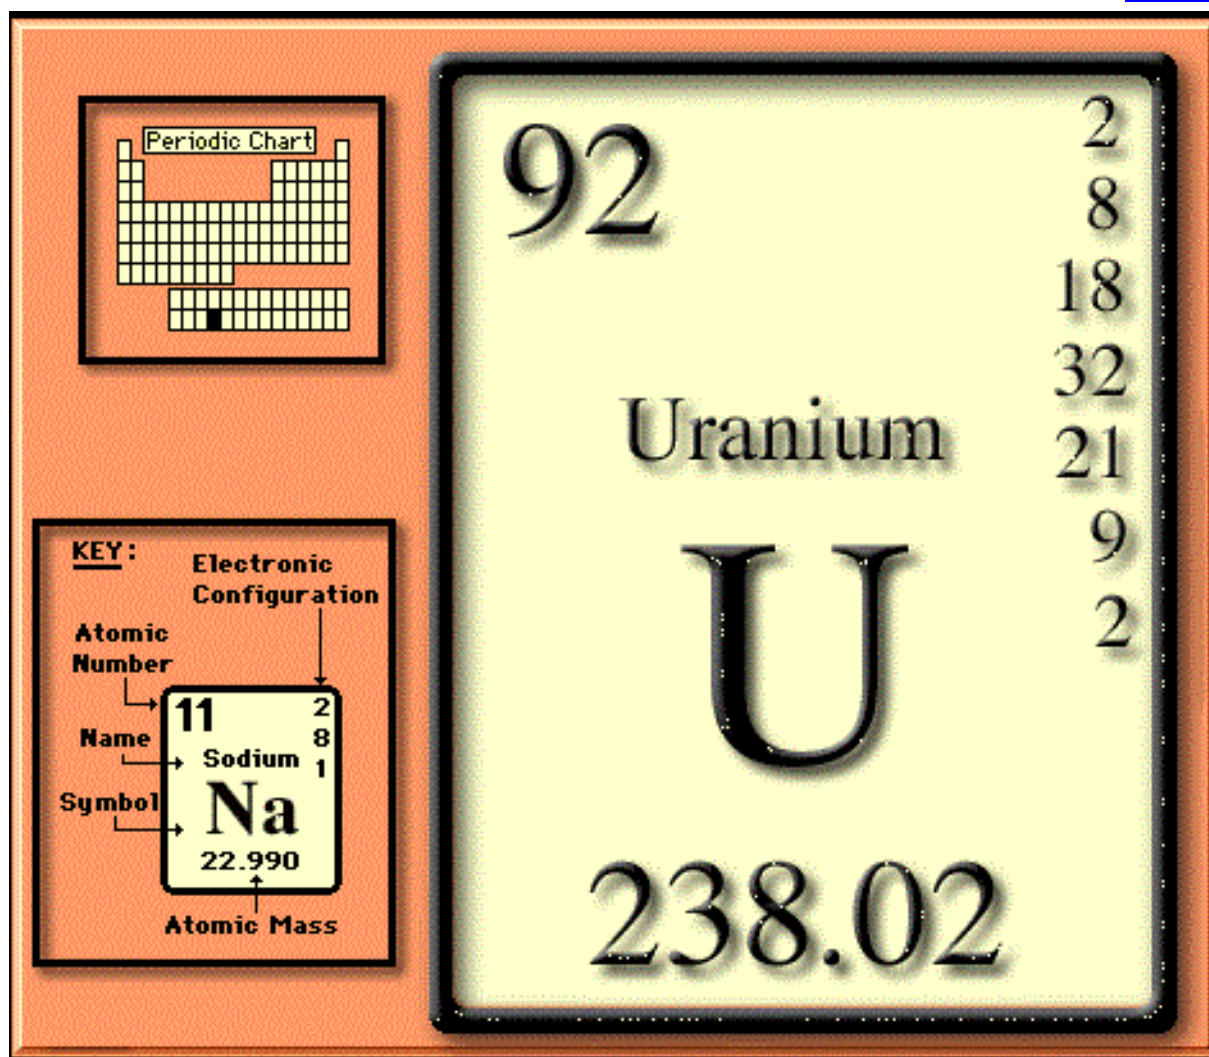 Periodic Chart
92
2
8
18
32
21
9
2
Uranium
U
238.02
KEY:
Electronic
Configuration
Atomic
Number
11
2
8
1
Name
Sodium
Symbol
Na
22.990
Atomic Mass